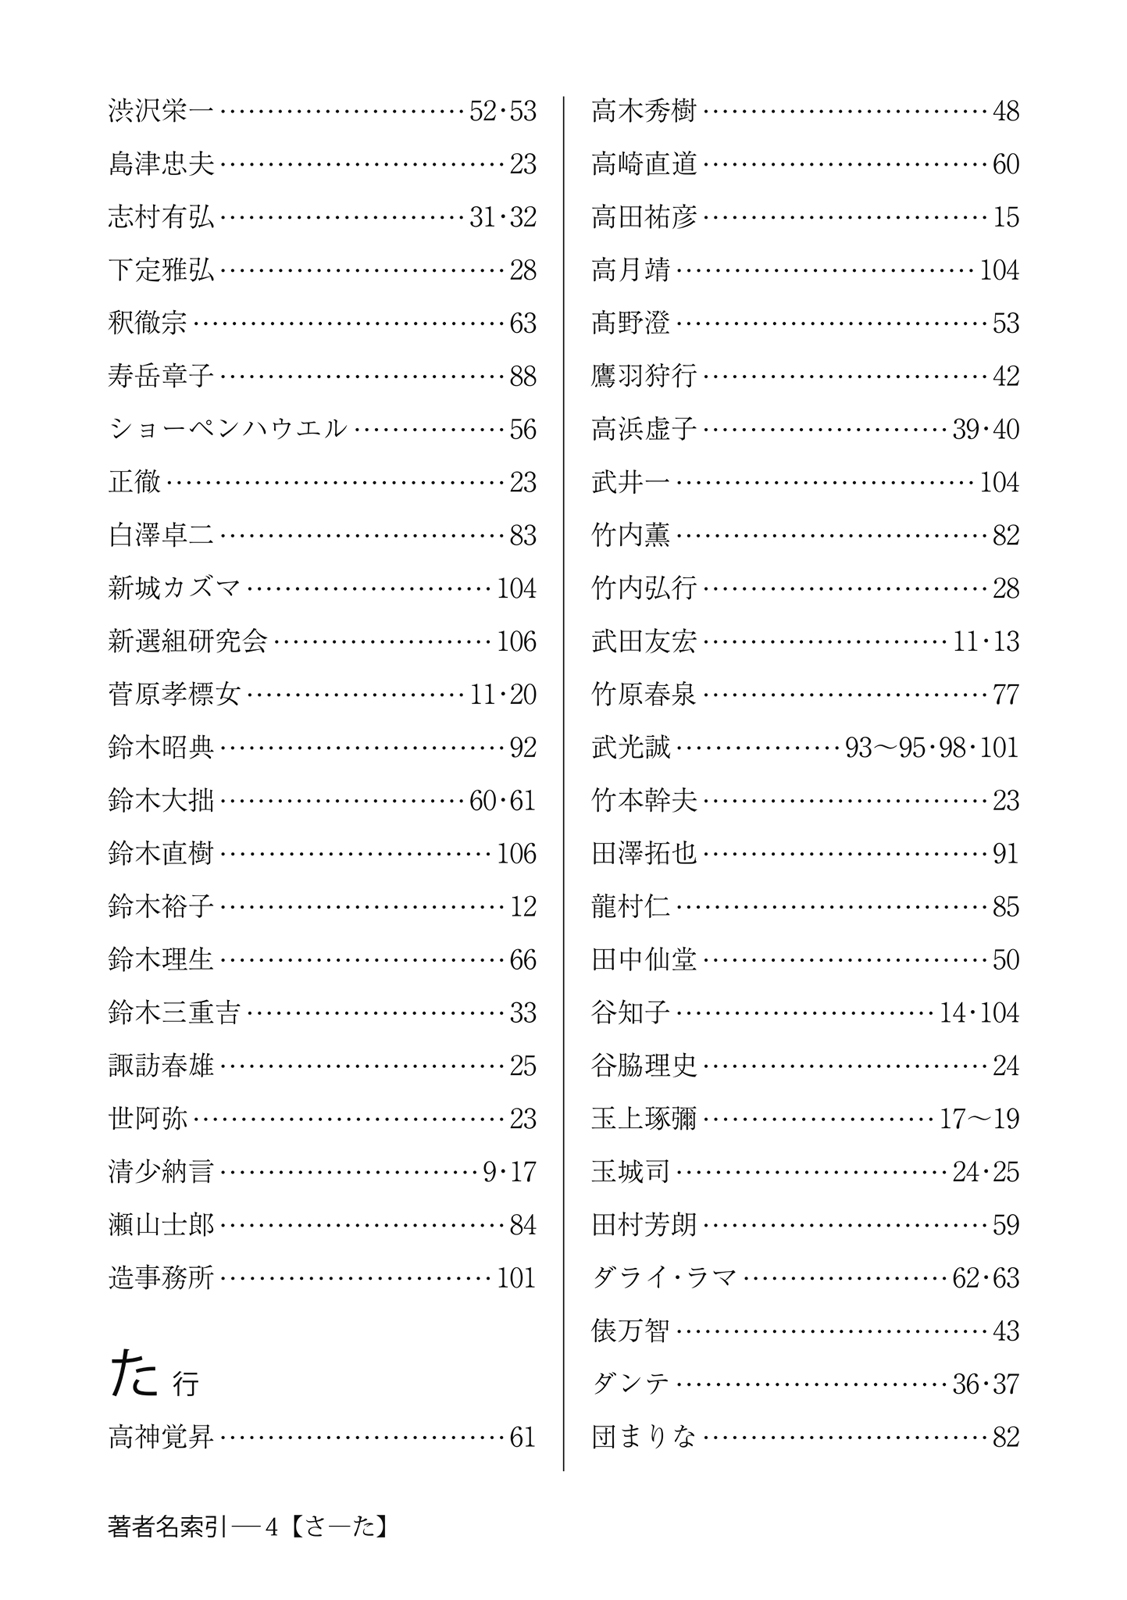 渋沢栄一……………………52・53
島津忠夫……………………23
志村有弘……………………31・32
下定雅弘……………………28
釈徹宗……………………63
寿岳章子……………………88
ショーペンハウエル……………56
正徹……………………23
白澤卓二……………………83
新城カズマ……………………104
新選組研究会……………………106
菅原孝標女……………………11・20
鈴木昭典……………………92
鈴木大拙……………………60・61
鈴木直樹……………………106
鈴木裕子……………………12
鈴木理生……………………66
鈴木三重吉……………………33
諏訪春雄……………………25
世阿弥……………………23
清少納言……………………9・17
瀬山士郎……………………84
造事務所……………………101
た行
高神覚昇……………………61
高木秀樹……………………48
高崎直道……………………60
高田祐彦……………………15
高月靖……………………104
髙野澄……………………53
鷹羽狩行……………………42
高浜虚子……………………39・40
武井一……………………104
竹内薫……………………82
竹内弘行……………………28
武田友宏……………………11・13
竹原春泉……………………77
武光誠………………93〜95・98・101
竹本幹夫……………………23
田澤拓也……………………91
龍村仁……………………85
田中仙堂……………………50
谷知子……………………14・104
谷脇理史……………………24
玉上琢彌……………………17〜19
玉城司……………………24・25
田村芳朗……………………59
ダライ・ラマ……………………62・63
俵万智……………………43
ダンテ……………………36・37
団まりな……………………82
著者名索引―4【さ―た】